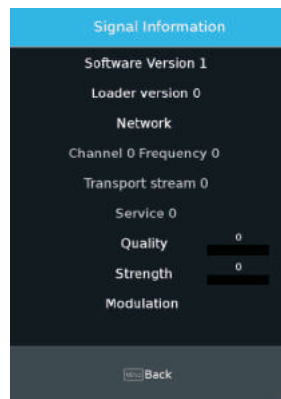 Signal Information
Software Version 1
Loader version 0
Network
Channel 0 Frequency 0
Transport stream 0
Service 0
Quality 0
Strength 0
Modulation
MENU Back